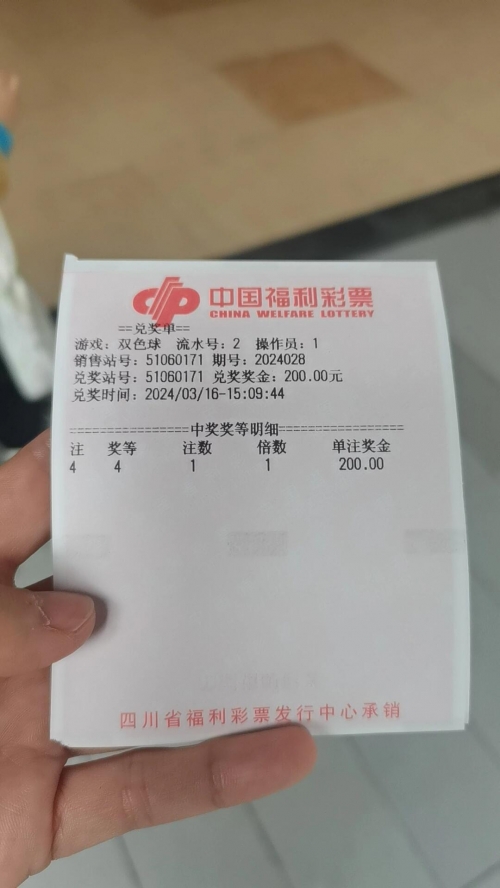 中国福利彩票
CHINA WELFARE LOTTERY
==兑奖单==
游戏: 双色球 流水号: 2 操作员: 1
销售站号: 51060171 期号: 2024028
兑奖站号: 51060171 兑奖奖金: 200.00元
兑奖时间: 2024/03/16-15:09:44
================中奖奖等明细=================
注 奖等 注数 倍数 单注奖金
4 4 1 1 200.00
四川省福利彩票发行中心承销